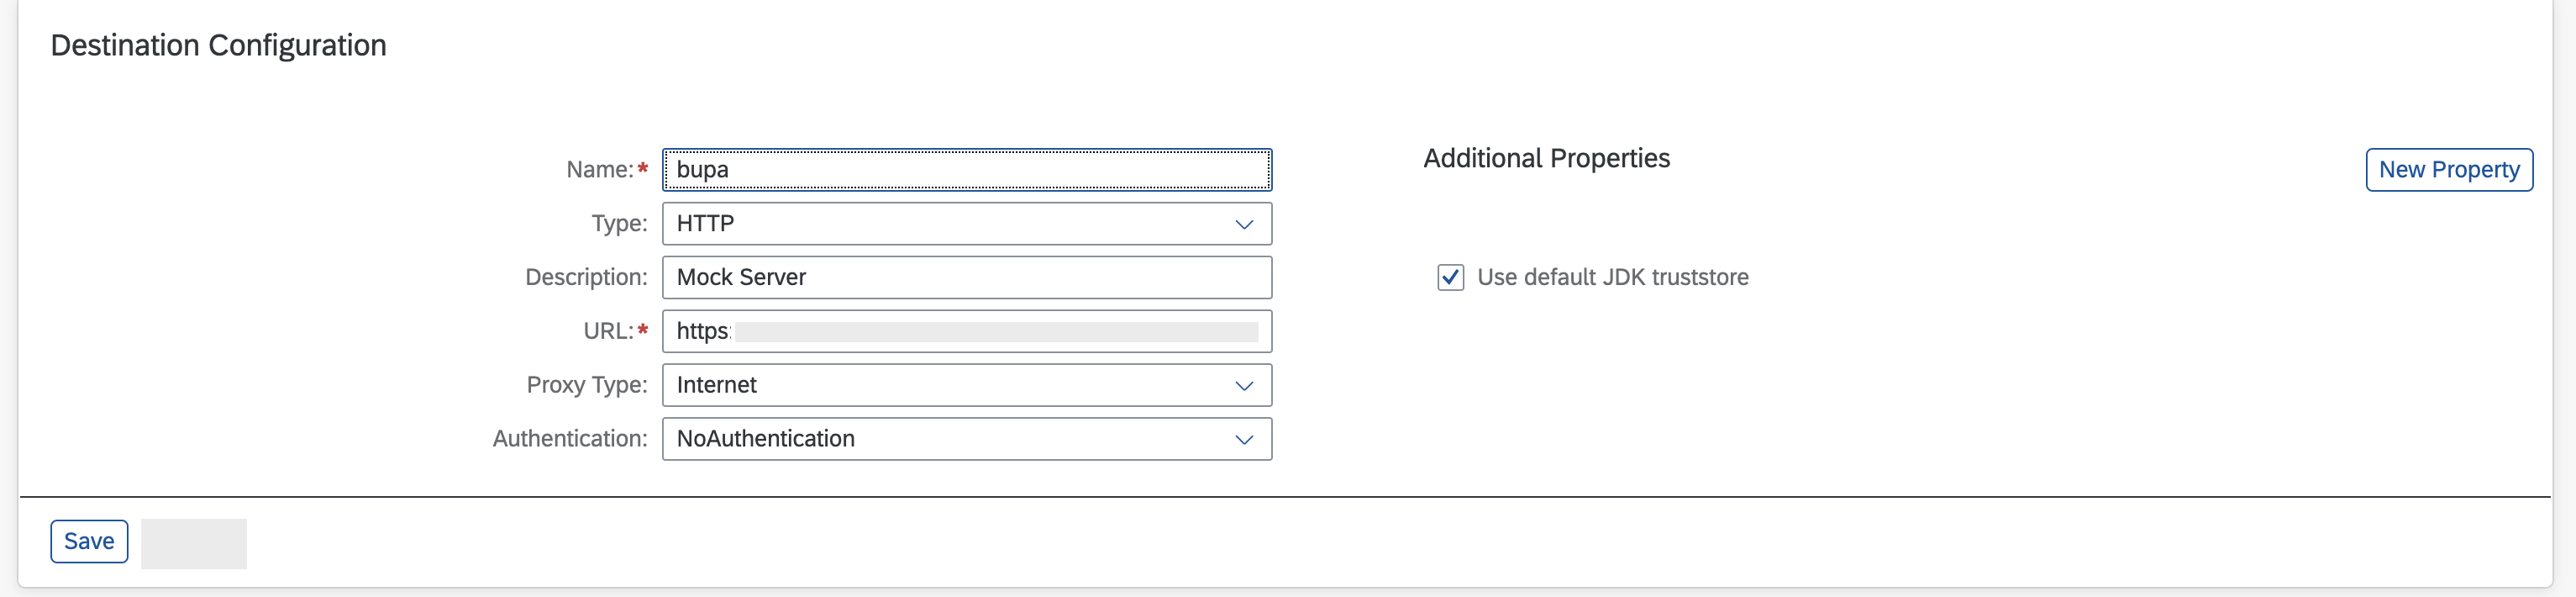 Destination Configuration
Name:* bupa
Type: HTTP
Description: Mock Server
URL:* https:
Proxy Type: Internet
Authentication: NoAuthentication
Additional Properties
New Property
Use default JDK truststore
Save